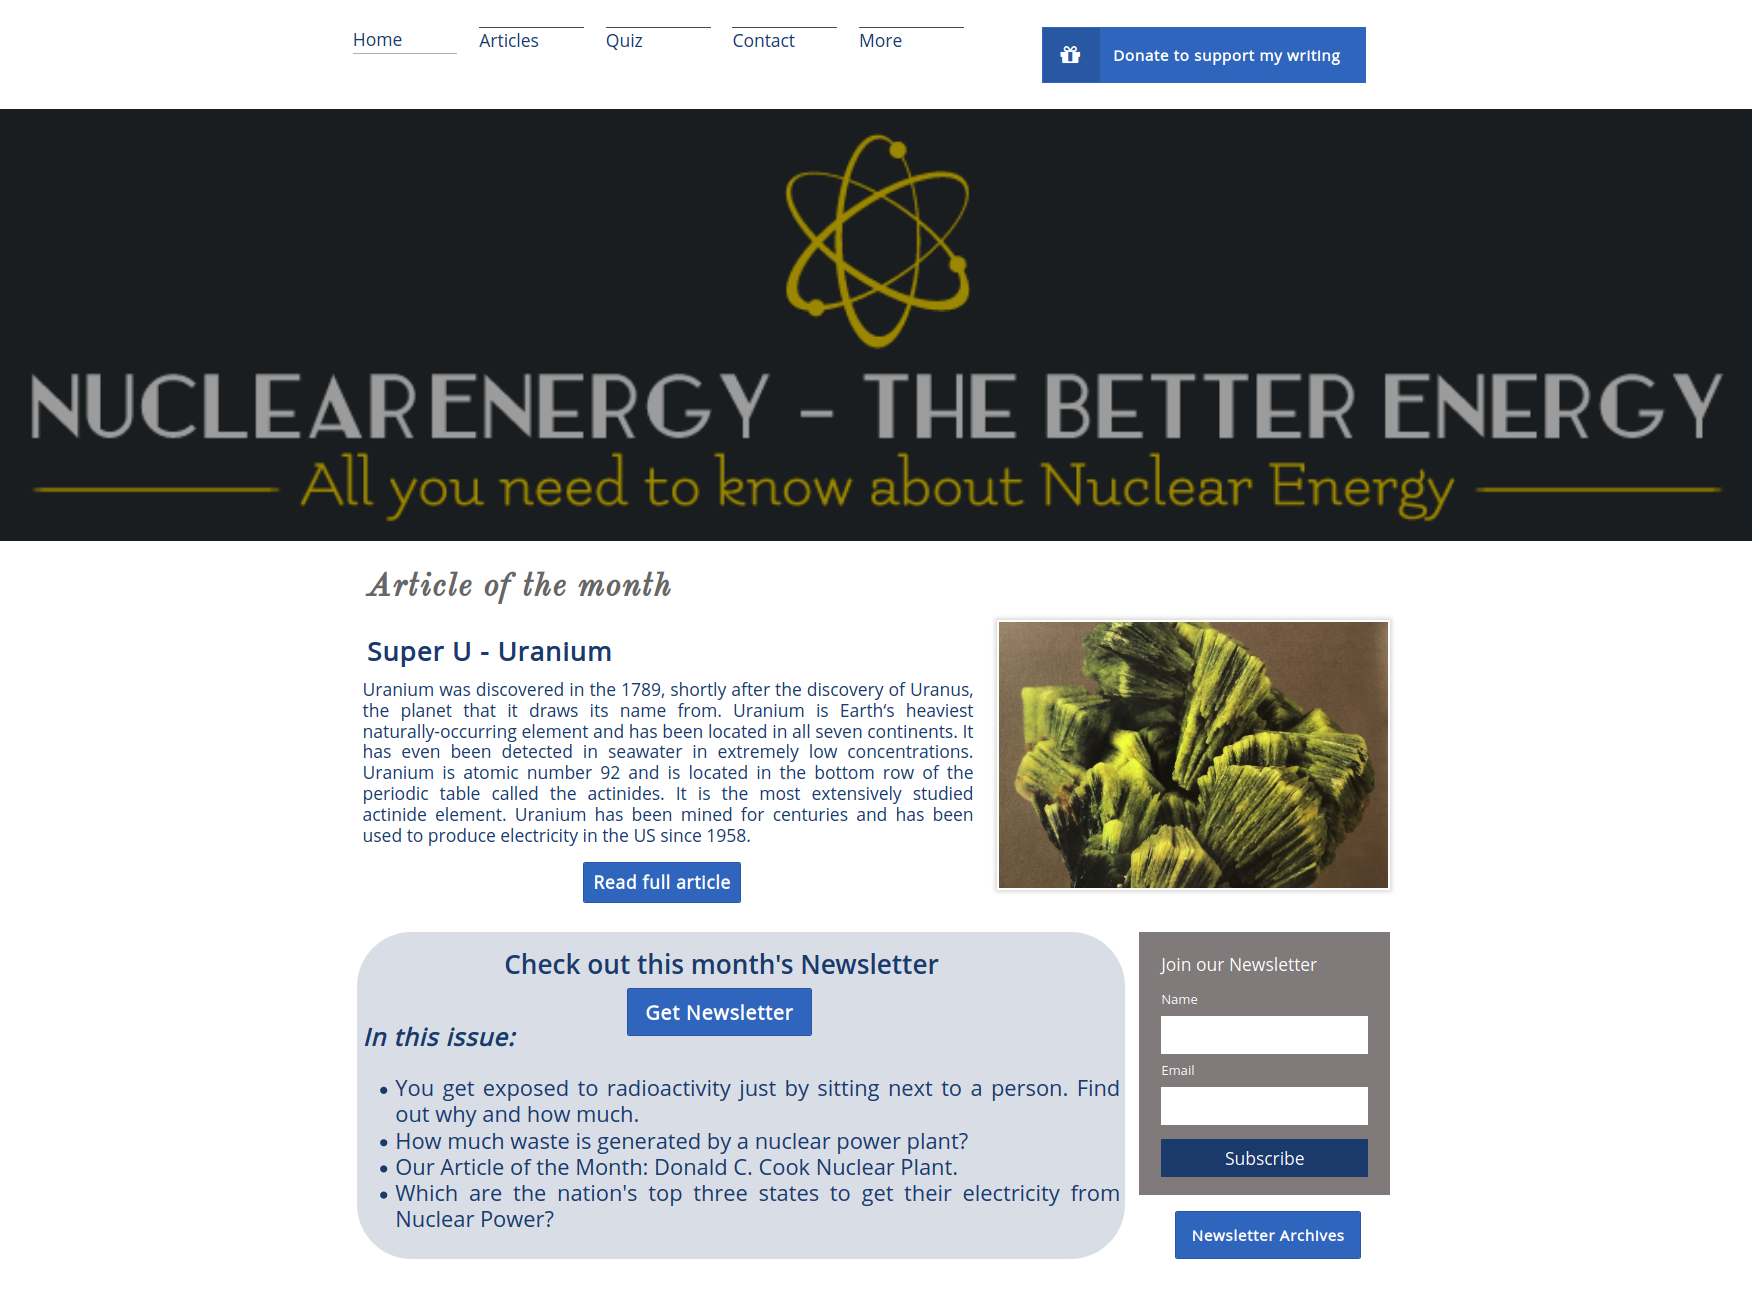 Home
Articles
Quiz
Contact
More
Donate to support my writing
NUCLEARENERGY – THE BETTER ENERGY
All you need to know about Nuclear Energy
Article of the month
Super U - Uranium
Uranium was discovered in the 1789, shortly after the discovery of Uranus,
the planet that it draws its name from. Uranium is Earth‘s heaviest
naturally-occurring element and has been located in all seven continents. It
has even been detected in seawater in extremely low concentrations.
Uranium is atomic number 92 and is located in the bottom row of the
periodic table called the actinides. It is the most extensively studied
actinide element. Uranium has been mined for centuries and has been
used to produce electricity in the US since 1958.
Read full article
Check out this month's Newsletter
Get Newsletter
In this issue:
• You get exposed to radioactivity just by sitting next to a person. Find
out why and how much.
• How much waste is generated by a nuclear power plant?
• Our Article of the Month: Donald C. Cook Nuclear Plant.
• Which are the nation's top three states to get their electricity from
Nuclear Power?
Join our Newsletter
Name
Email
Subscribe
Newsletter Archives